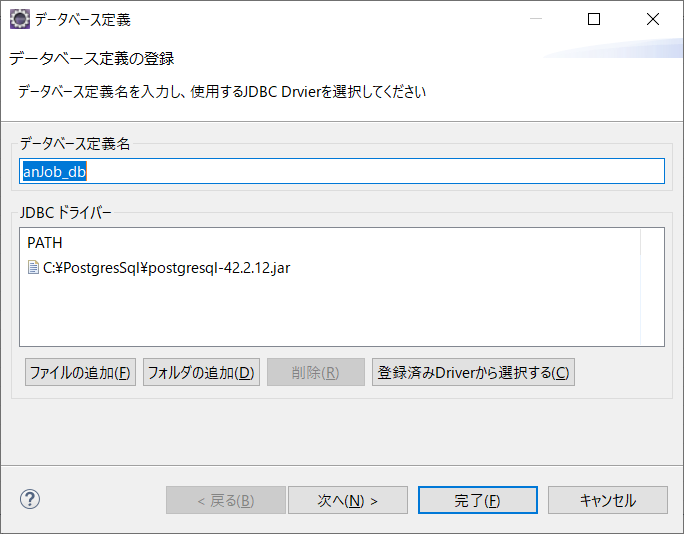 データベース定義
データベース定義の登録
データベース定義名を入力し、使用するJDBC Drvierを選択してください
データベース定義名
anJob_db
JDBC ドライバー
PATH
C:¥PostgresSql¥postgresql-42.2.12.jar
ファイルの追加(F) フォルダの追加(D) 削除(R) 登録済みDriverから選択する(C)
< 戻る(B) 次へ(N) > 完了(F) キャンセル